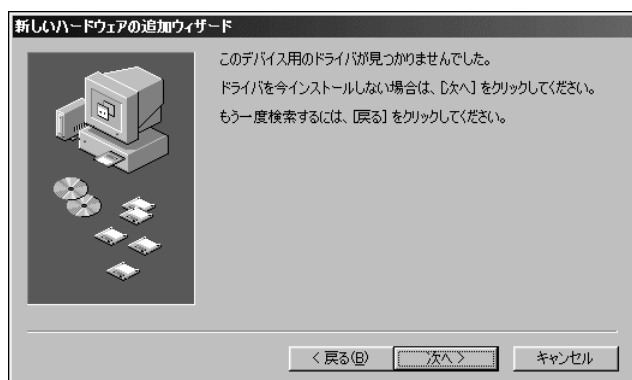 新しいハードウェアの追加ウィザード
このデバイス用のドライバが見つかりませんでした。
ドライバを今インストールしない場合は、[次へ] をクリックしてください。
もう一度検索するには、[戻る] をクリックしてください。
< 戻る(B) 次へ > キャンセル